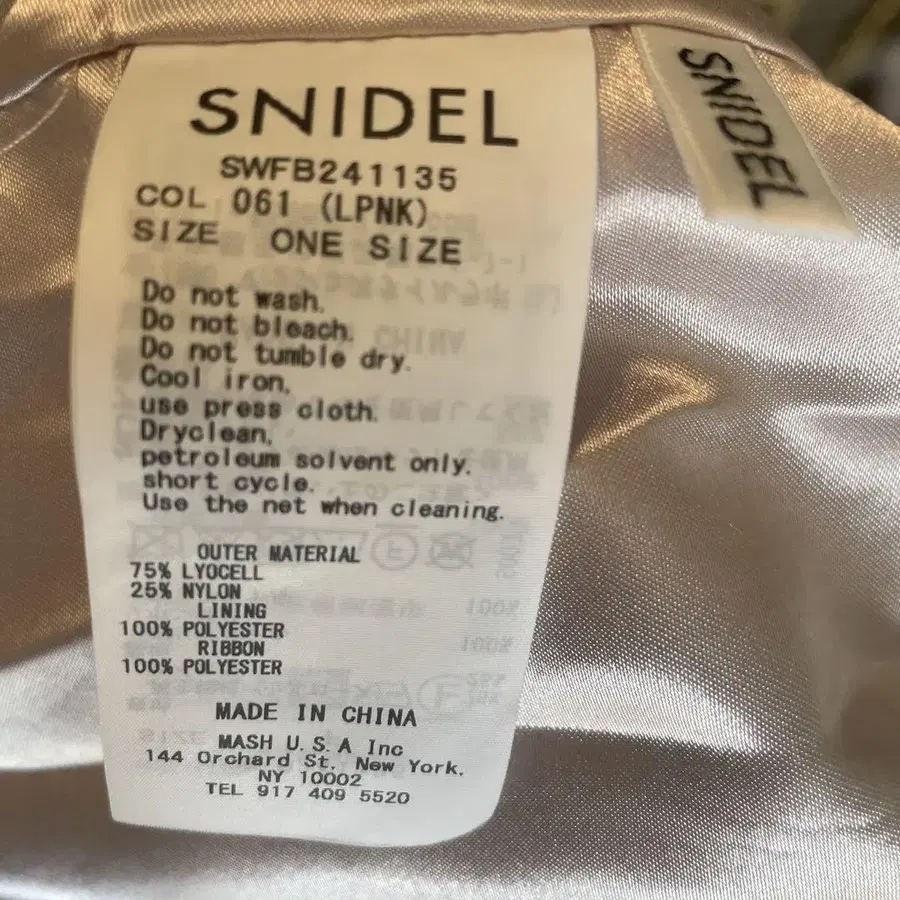 SNIDEL
SWFB241135
COL 061 (LPNK)
SIZE ONE SIZE
Do not wash.
Do not bleach.
Do not tumble dry.
Cool iron,
use press cloth.
Dryclean,
petroleum solvent only.
short cycle.
Use the net when cleaning.
OUTER MATERIAL
75% LYOCELL
25% NYLON
LINING
100% POLYESTER
RIBBON
100% POLYESTER
MADE IN CHINA
MASH U.S.A Inc
144 Orchard St, New York,
NY 10002
TEL 917 409 5520
SNIDEL